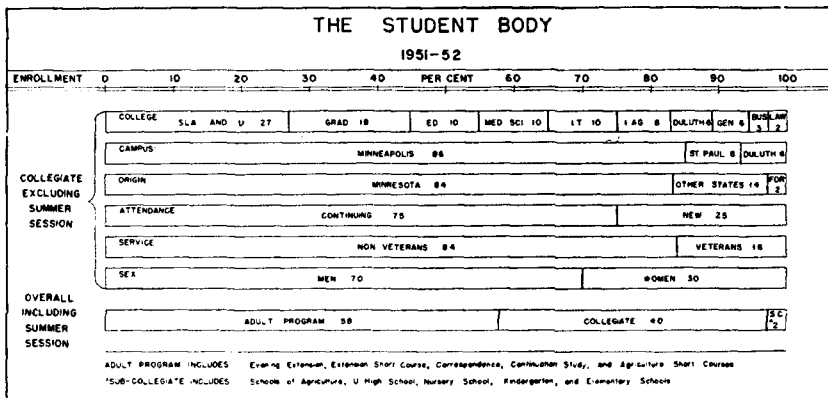 THE STUDENT BODY
1951-52
ENROLLMENT 0 10 20 30 40 PER CENT 60 70 80 90 100
COLLEGE SLA AND U 27 GRAD 18 ED 10 MED SCI 10 I T 10 AG 8 DULUTH 6 GEN 6 BUS 3 LAW 2
CAMPUS MINNEAPOLIS 86 ST. PAUL 8 DULUTH 6
COLLEGIATE EXCLUDING SUMMER SESSION
ORIGIN MINNESOTA 84 OTHER STATES 14 FOR 2
ATTENDANCE CONTINUING 75 NEW 25
SERVICE NON VETERANS 84 VETERANS 16
SEX MEN 70 WOMEN 30
OVERALL INCLUDING SUMMER SESSION
ADULT PROGRAM 58 COLLEGIATE 40 S.C. *2
ADULT PROGRAM INCLUDES Evening Extension, Extension Short Course, Correspondence, Continuation Study, and Agriculture Short Courses
*SUB-COLLEGIATE INCLUDES Schools of Agriculture, U High School, Nursery School, Kindergarten, and Elementary Schools